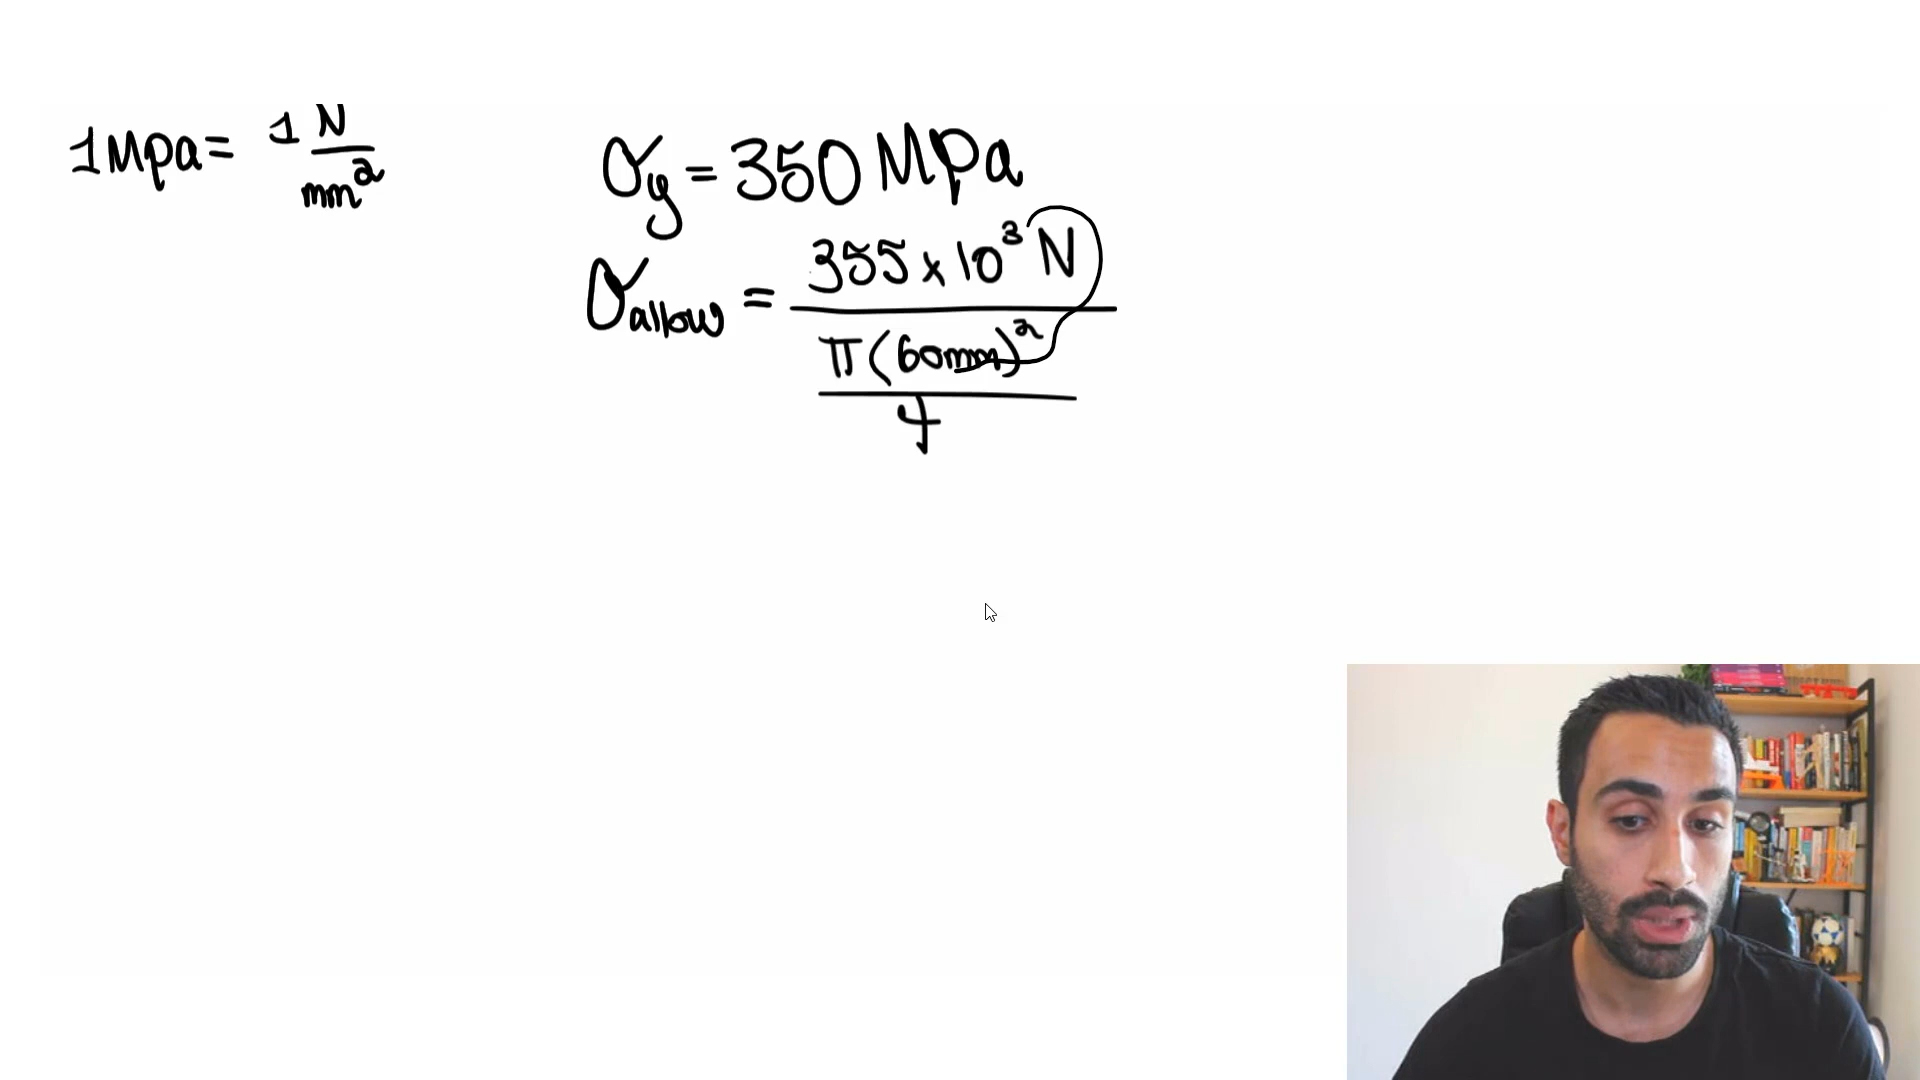 1Mpa = 1 N/mm²
σy = 350 MPa
σallow = 355 x 10³ N
π(60mm)²
4